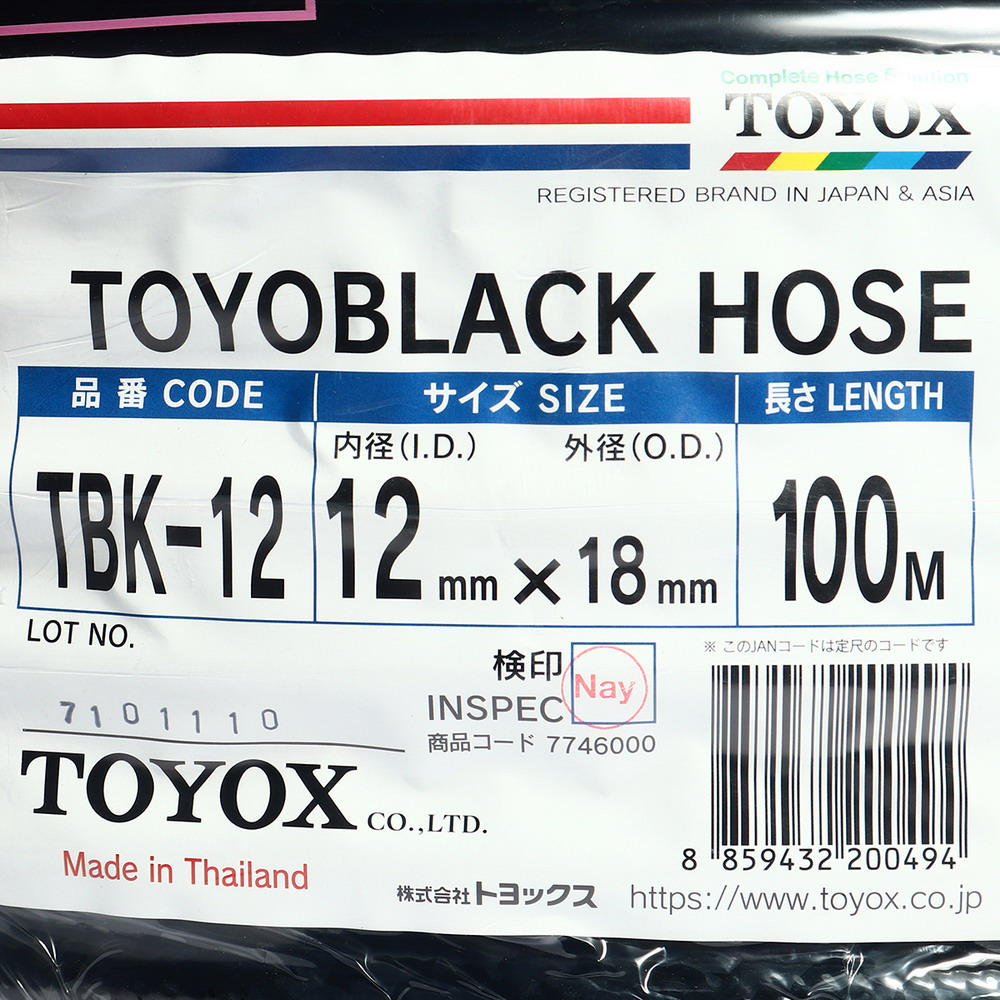 Complete Hose Solution
TOYOX
REGISTERED BRAND IN JAPAN & ASIA
TOYOBLACK HOSE
品番 CODE サイズ SIZE 長さ LENGTH
内径(I.D.) 外径(O.D.)
TBK-12 12mm×18mm 100M
LOT NO.
※ このJANコードは定尺のコードです
検印
INSPEC Nay
7101110
商品コード 7746000
TOYOX CO.,LTD.
8 859432 200494
Made in Thailand
株式会社トヨックス https://www.toyox.co.jp